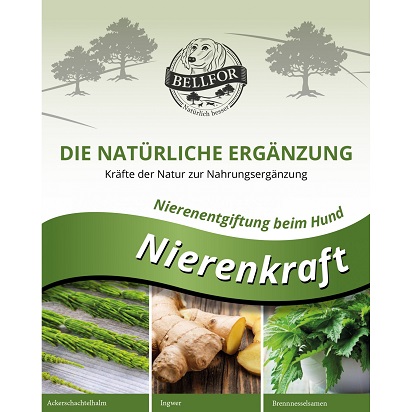 BELLFOR
Natürlich besser
DIE NATÜRLICHE ERGÄNZUNG
Kräfte der Natur zur Nahrungsergänzung
Nierenentgiftung beim Hund
Nierenkraft
Ackerschachtelhalm
Ingwer
Brennnesselsamen